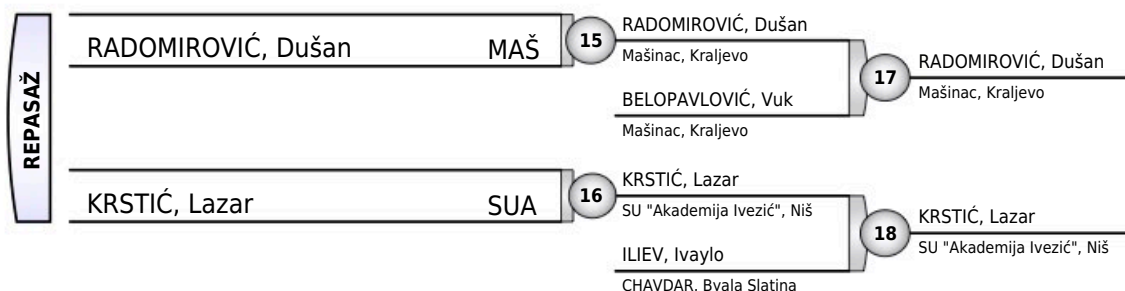 REPASAŽ
RADOMIROVIĆ, Dušan MAŠ
15
RADOMIROVIĆ, Dušan
Mašinac, Kraljevo
BELOPAVLOVIĆ, Vuk
Mašinac, Kraljevo
17
RADOMIROVIĆ, Dušan
Mašinac, Kraljevo
KRSTIĆ, Lazar SUA
16
KRSTIĆ, Lazar
SU "Akademija Ivezić", Niš
ILIEV, Ivaylo
CHAVDAR, Byala Slatina
18
KRSTIĆ, Lazar
SU "Akademija Ivezić", Niš